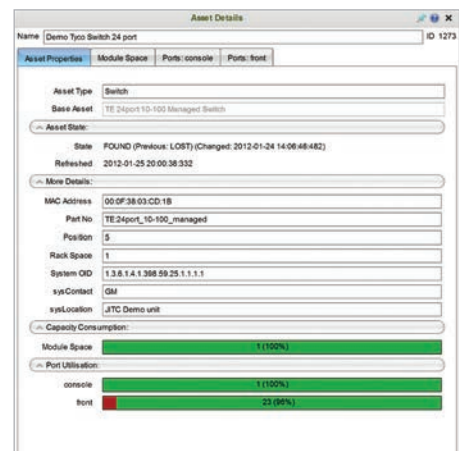 Asset Details
Name Demo Tyco Switch 24 port ID 1273
Asset Properties Module Space Ports: console Ports: front
Asset Type Switch
Base Asset TE 24port 10-100 Managed Switch
Asset State:
State FOUND (Previous: LOST) (Changed: 2012-01-24 14:06:46:482)
Refreshed 2012-01-25 20:00:38:332
More Details:
MAC Address 00:0F:38:03:CD:1B
Part No TE:24port_10-100_managed
Position 5
Rack Space 1
System OID 1.3.6.1.4.1.398.59.25.1.1.1.1
sysContact GM
sysLocation JITC Demo unit
Capacity Consumption:
Module Space 1 (100%)
Port Utilisation:
console 1 (100%)
front 23 (96%)